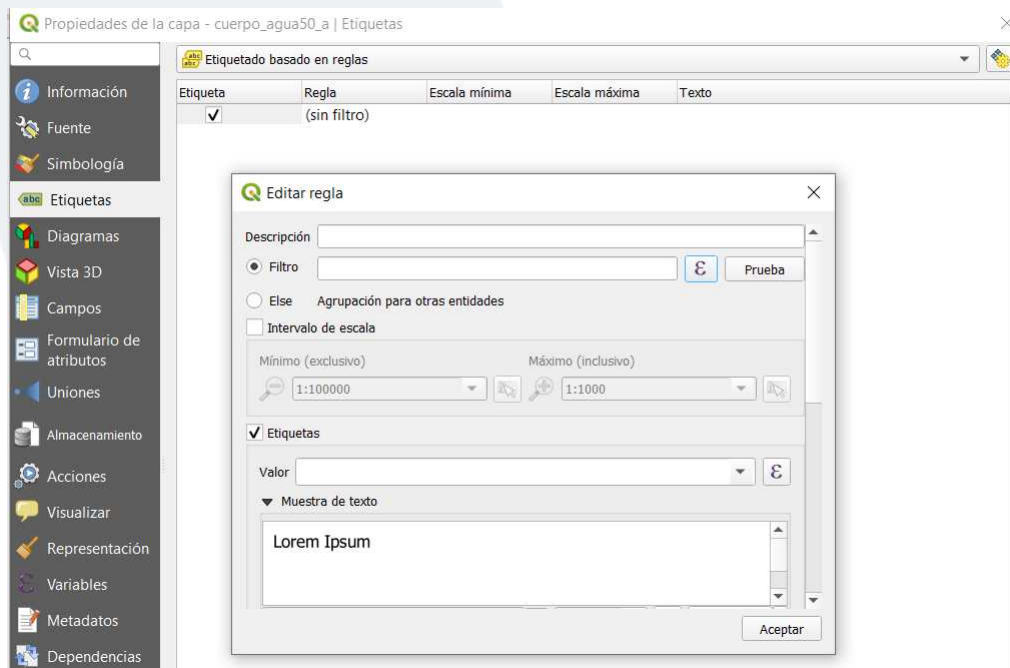 Propiedades de la capa - cuerpo_agua50_a | Etiquetas
abc
abc
Etiquetado basado en reglas
Información
Fuente
Simbología
abc
Etiquetas
Diagramas
Vista 3D
Campos
Formulario de
atributos
Uniones
Almacenamiento
Acciones
Visualizar
Representación
Variables
Metadatos
Dependencias
Etiqueta Regla Escala mínima Escala máxima Texto
(sin filtro)
Editar regla
Descripción
Filtro ε Prueba
Else Agrupación para otras entidades
Intervalo de escala
Mínimo (exclusivo) Máximo (inclusivo)
1:100000 1:1000
Etiquetas
Valor ε
Muestra de texto
Lorem Ipsum
Aceptar